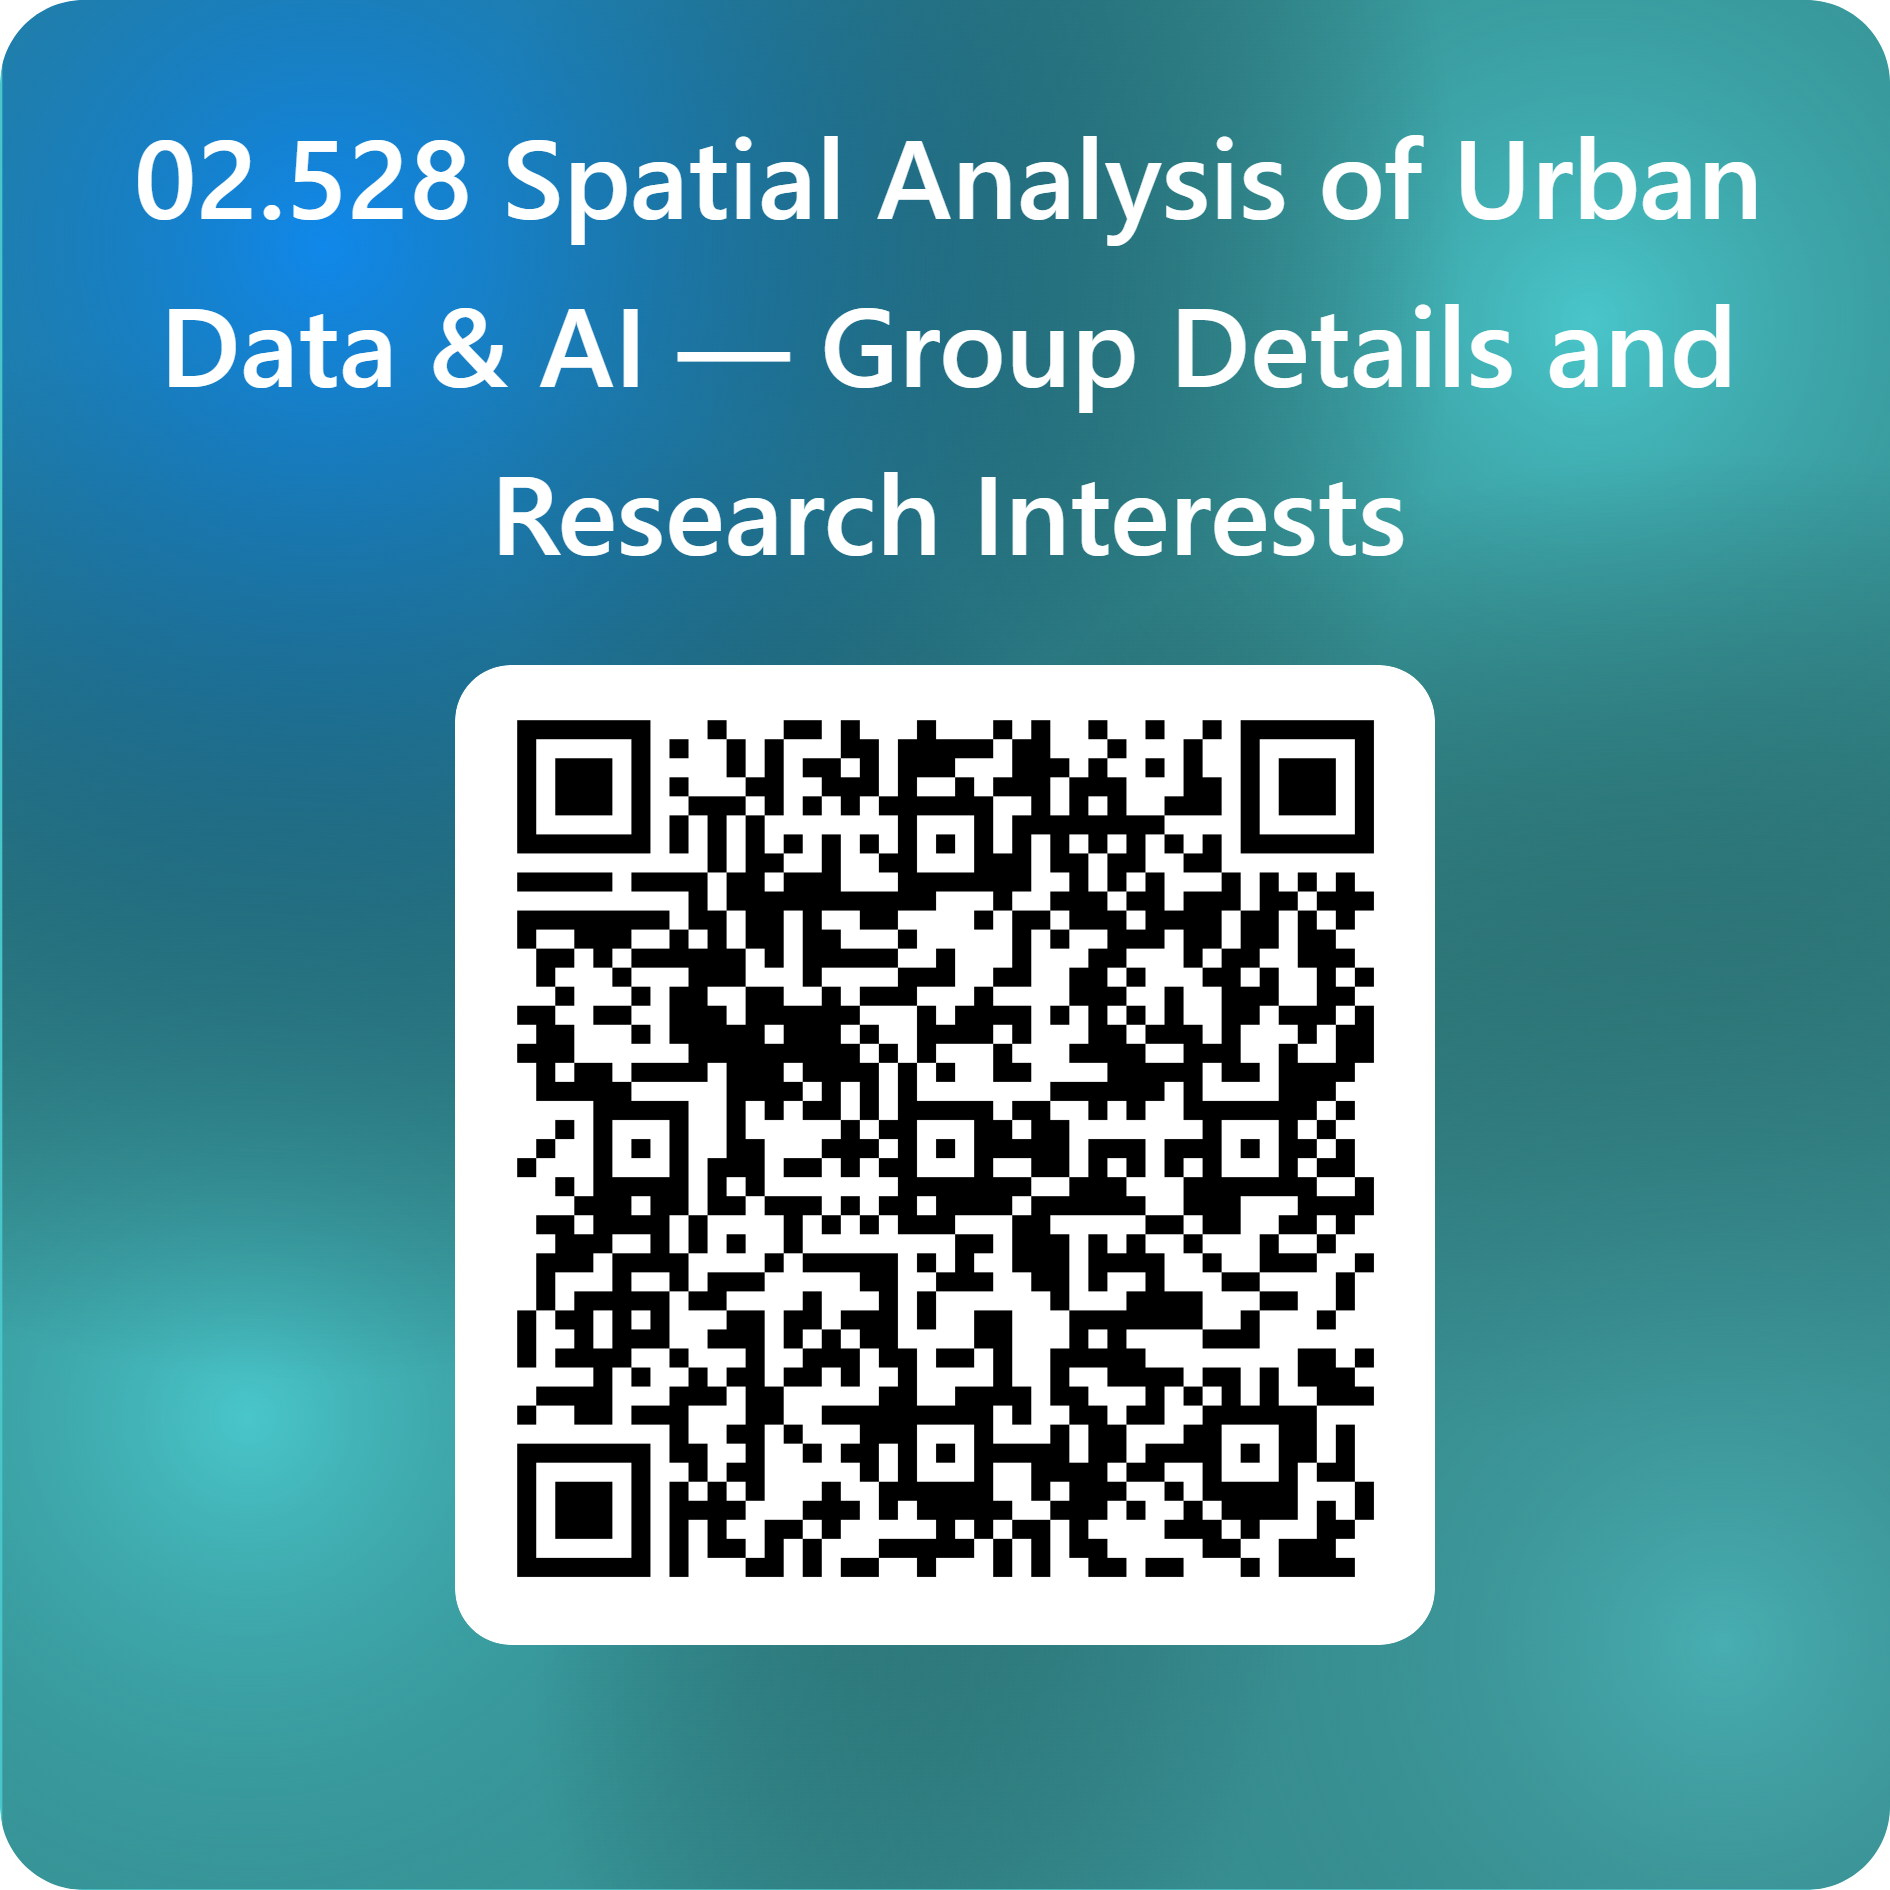 02.528 Spatial Analysis of Urban
Data & AI — Group Details and
Research Interests